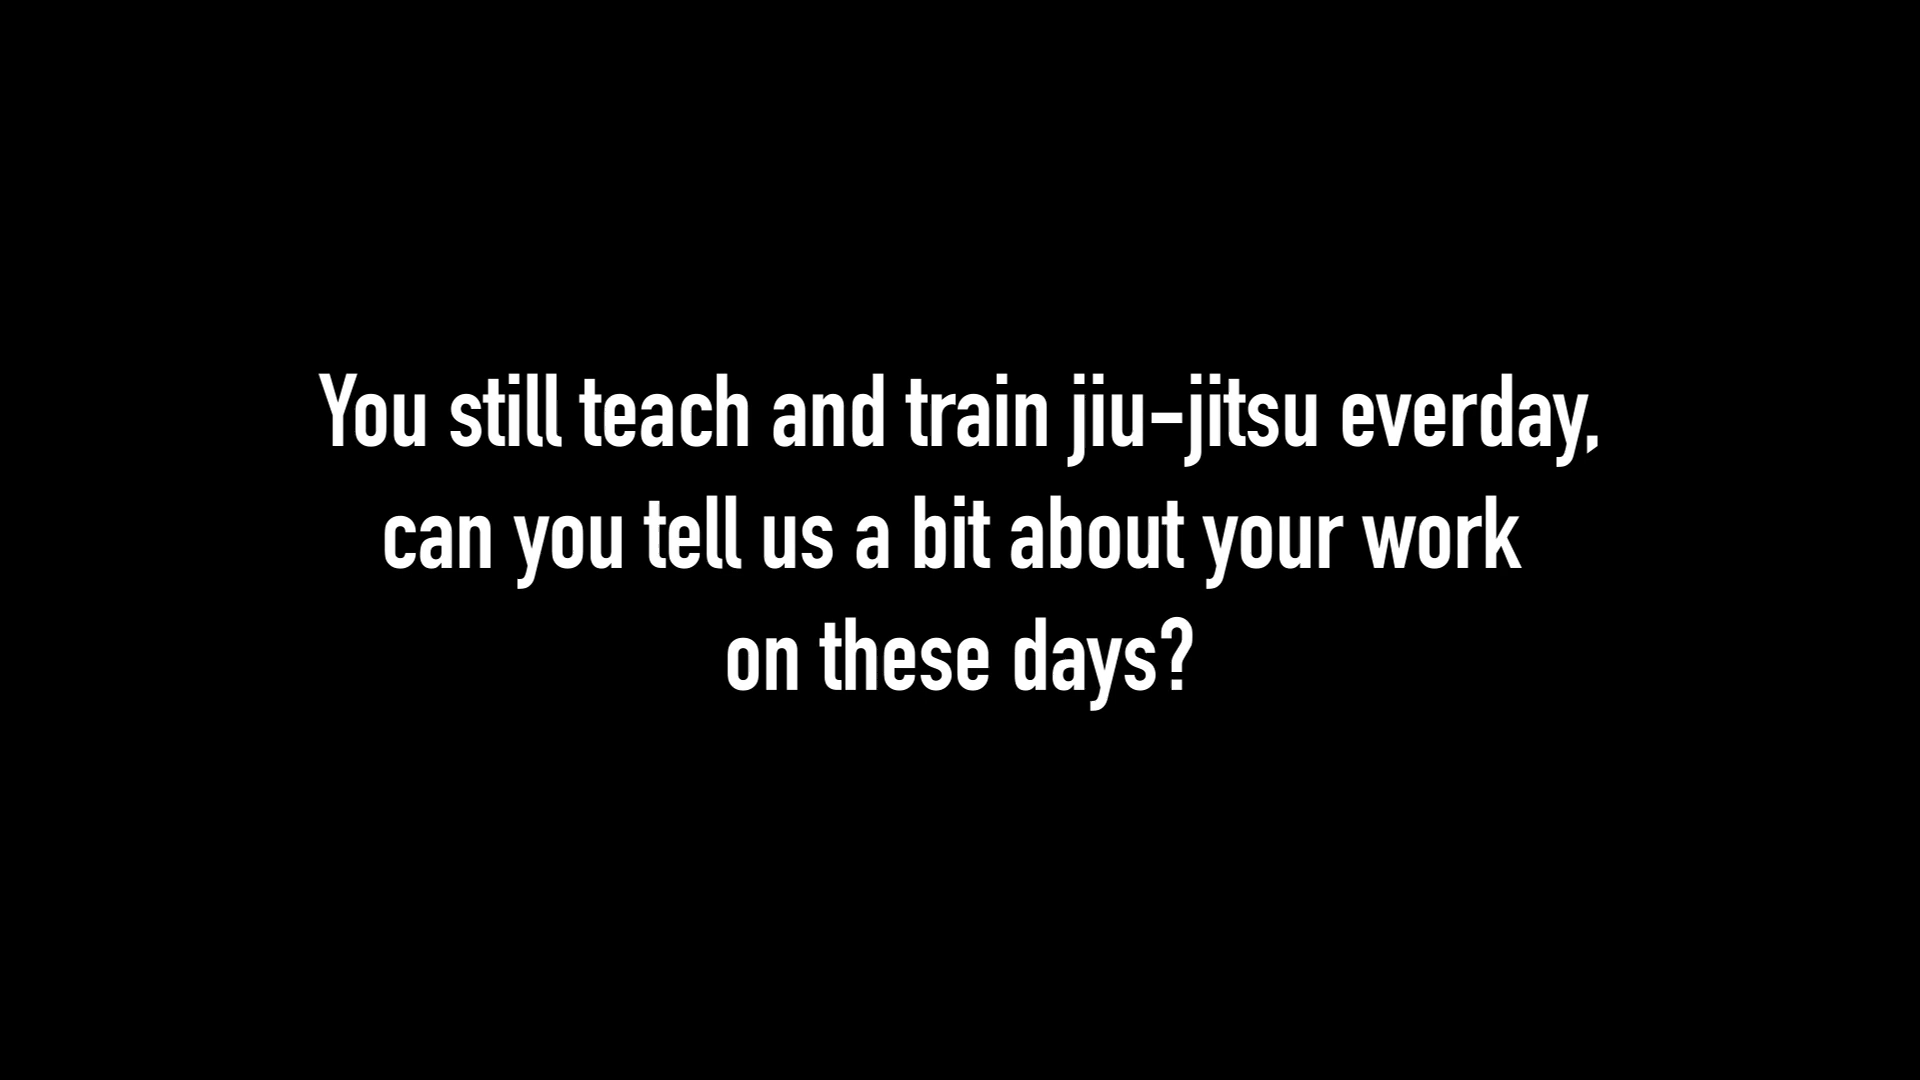 You still teach and train jiu-jitsu everday,
can you tell us a bit about your work
on these days?